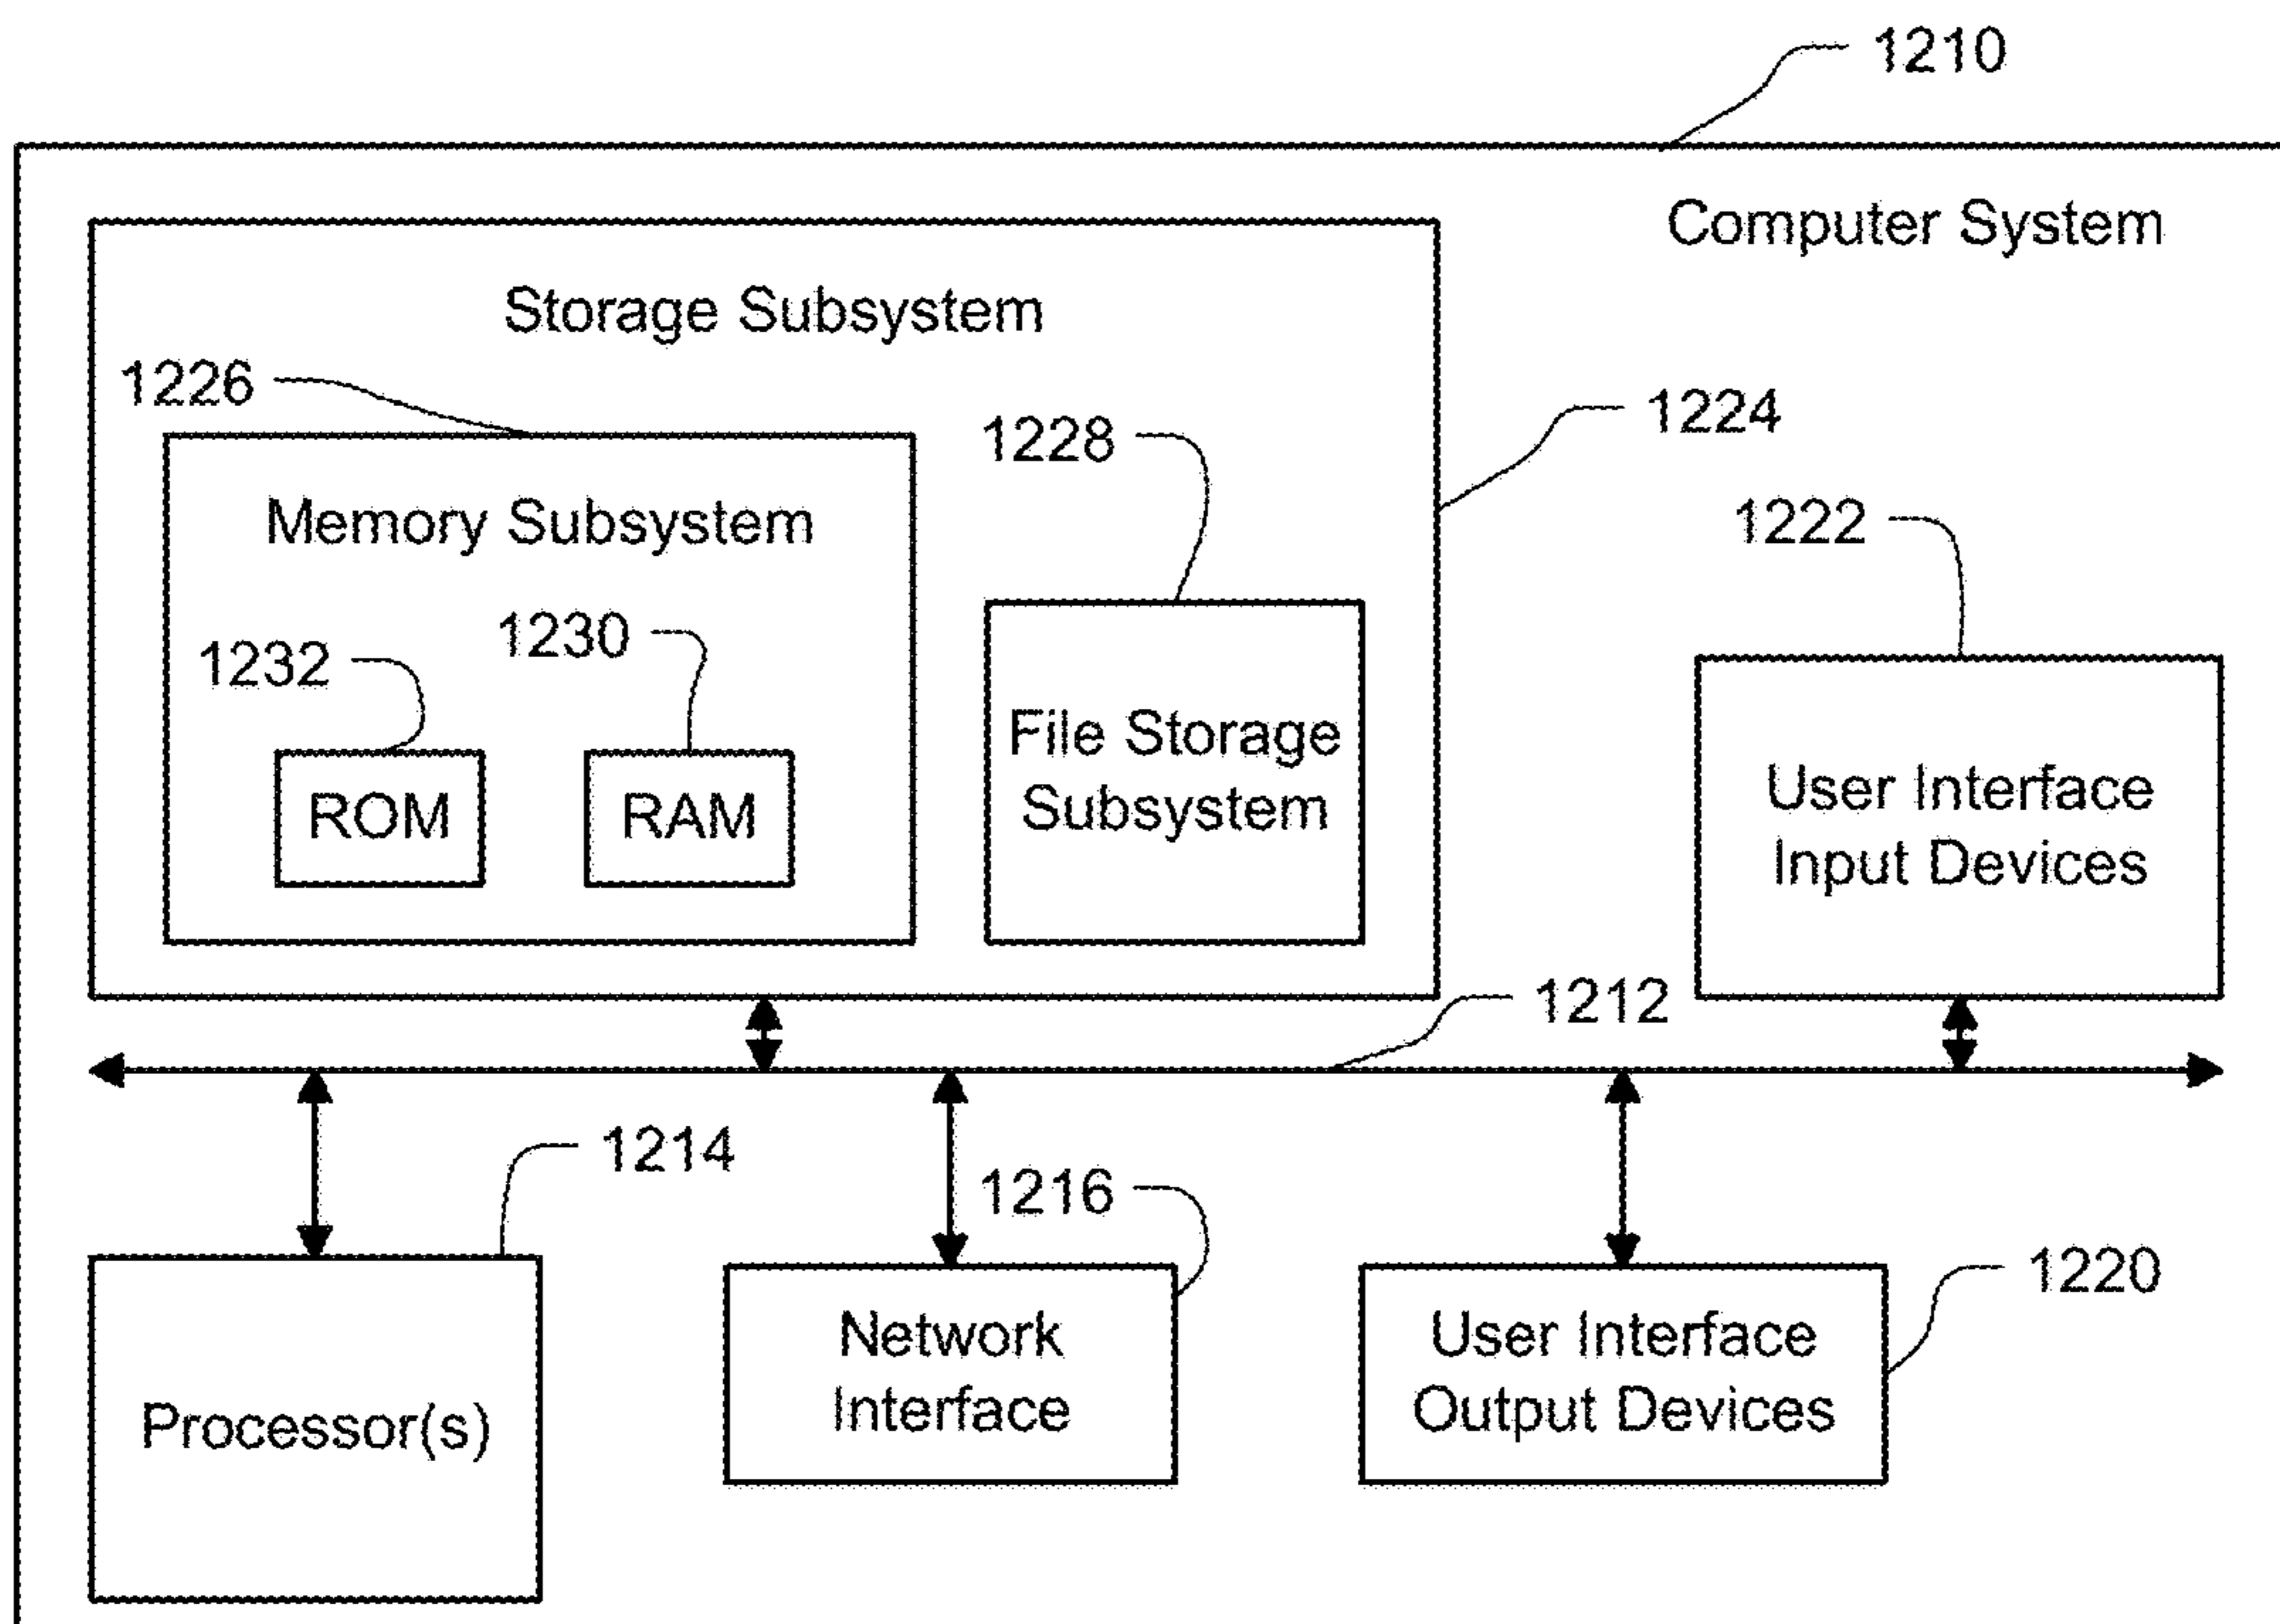 1210
Computer System
Storage Subsystem
1226
1224
1228
Memory Subsystem
1222
1232
1230
ROM
RAM
File Storage
Subsystem
User Interface
Input Devices
1212
1214
1216
1220
Processor(s)
Network
Interface
User Interface
Output Devices